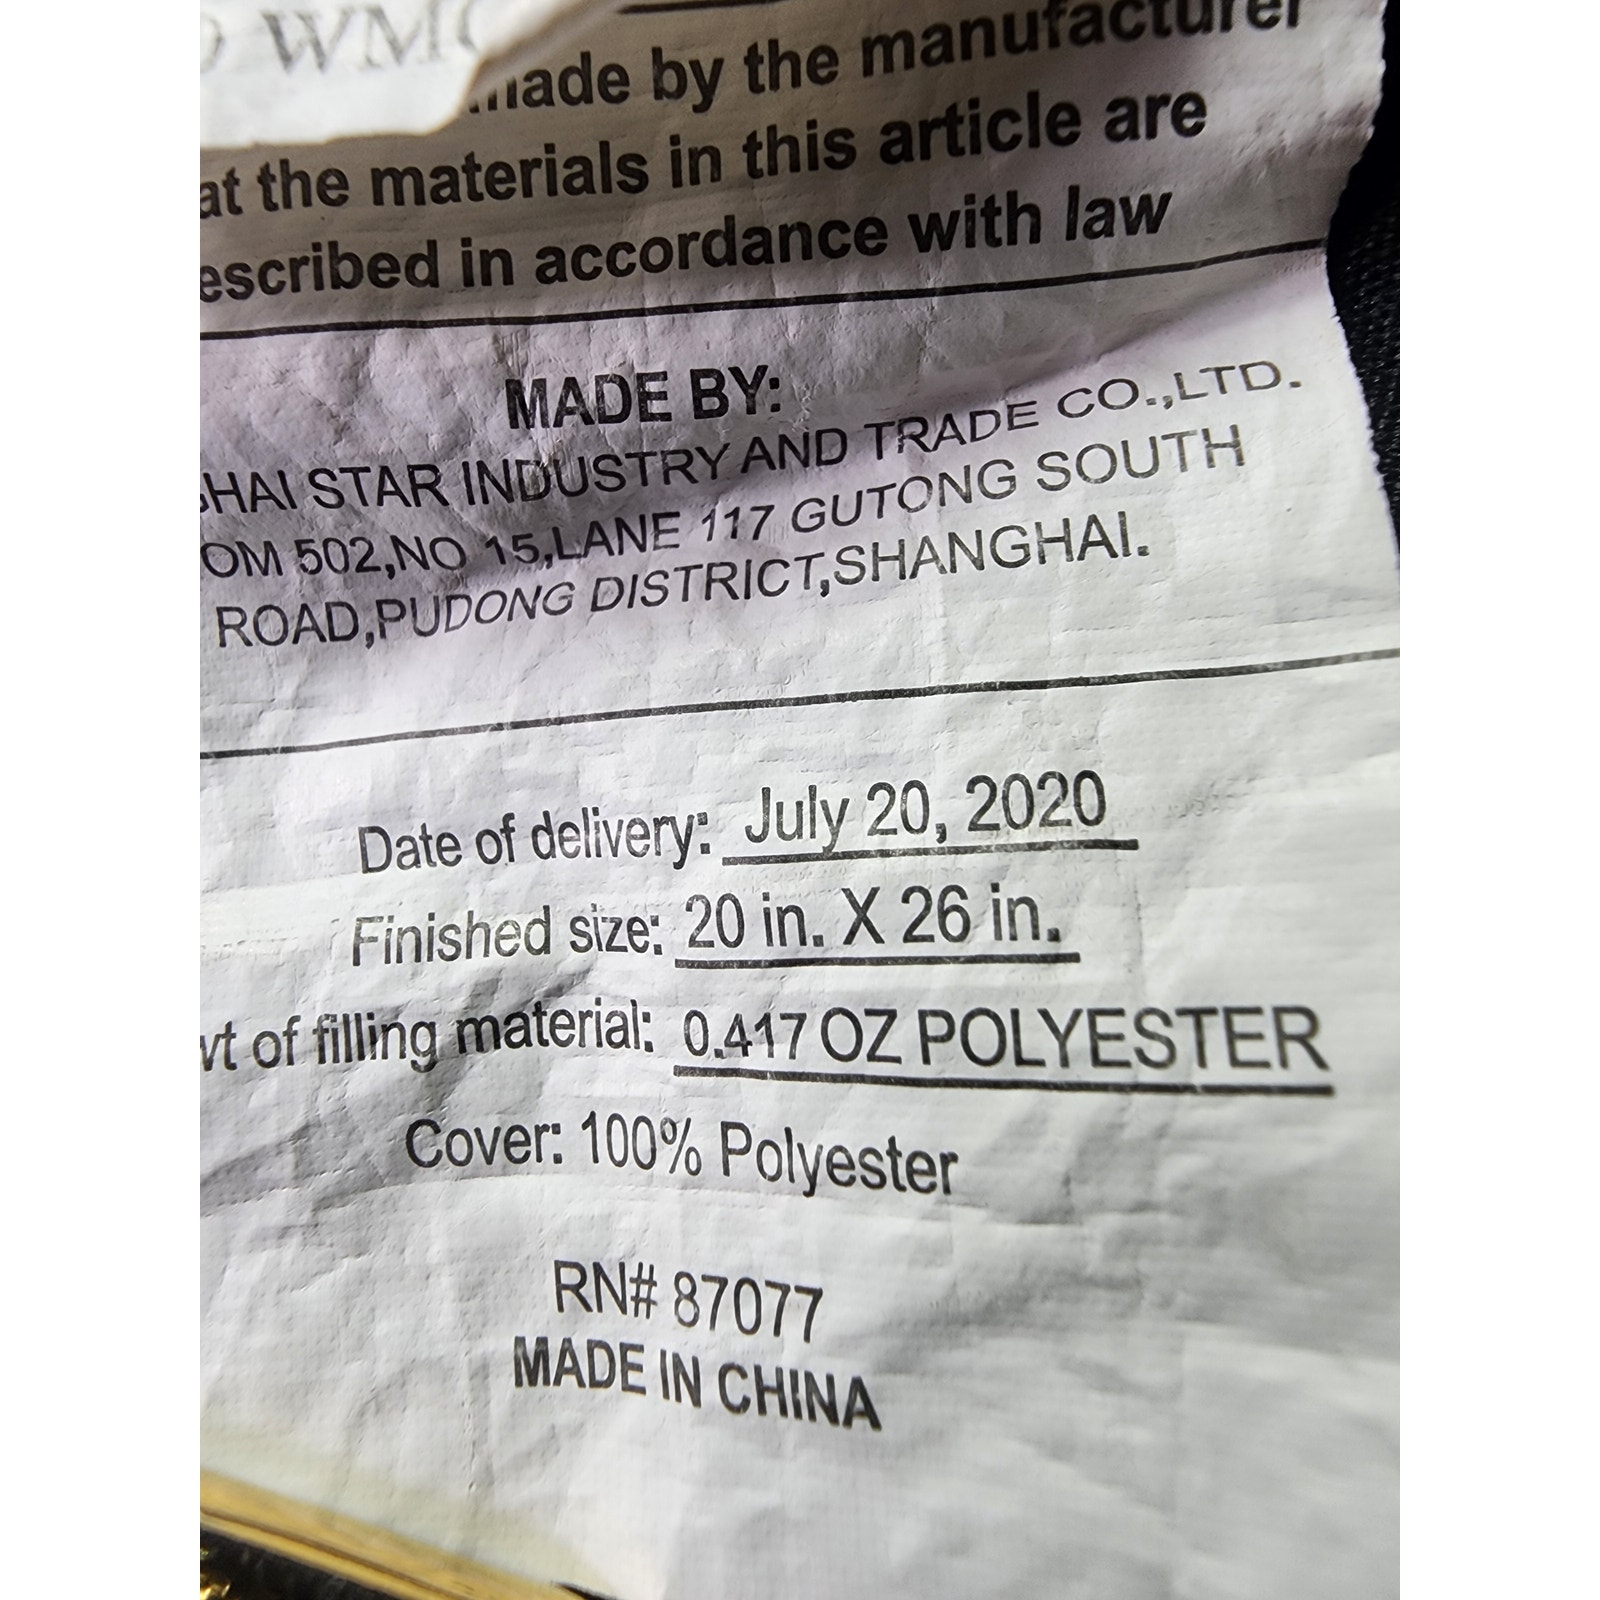 WM
made by the manufacturer
at the materials in this article are
escribed in accordance with law
MADE BY:
GHAI STAR INDUSTRY AND TRADE CO.,LTD.
OM 502,NO 15,LANE 117 GUTONG SOUTH
ROAD,PUDONG DISTRICT,SHANGHAI.
Date of delivery: July 20, 2020
Finished size: 20 in. X 26 in.
wt of filling material: 0.417 OZ POLYESTER
Cover: 100% Polyester
RN# 87077
MADE IN CHINA